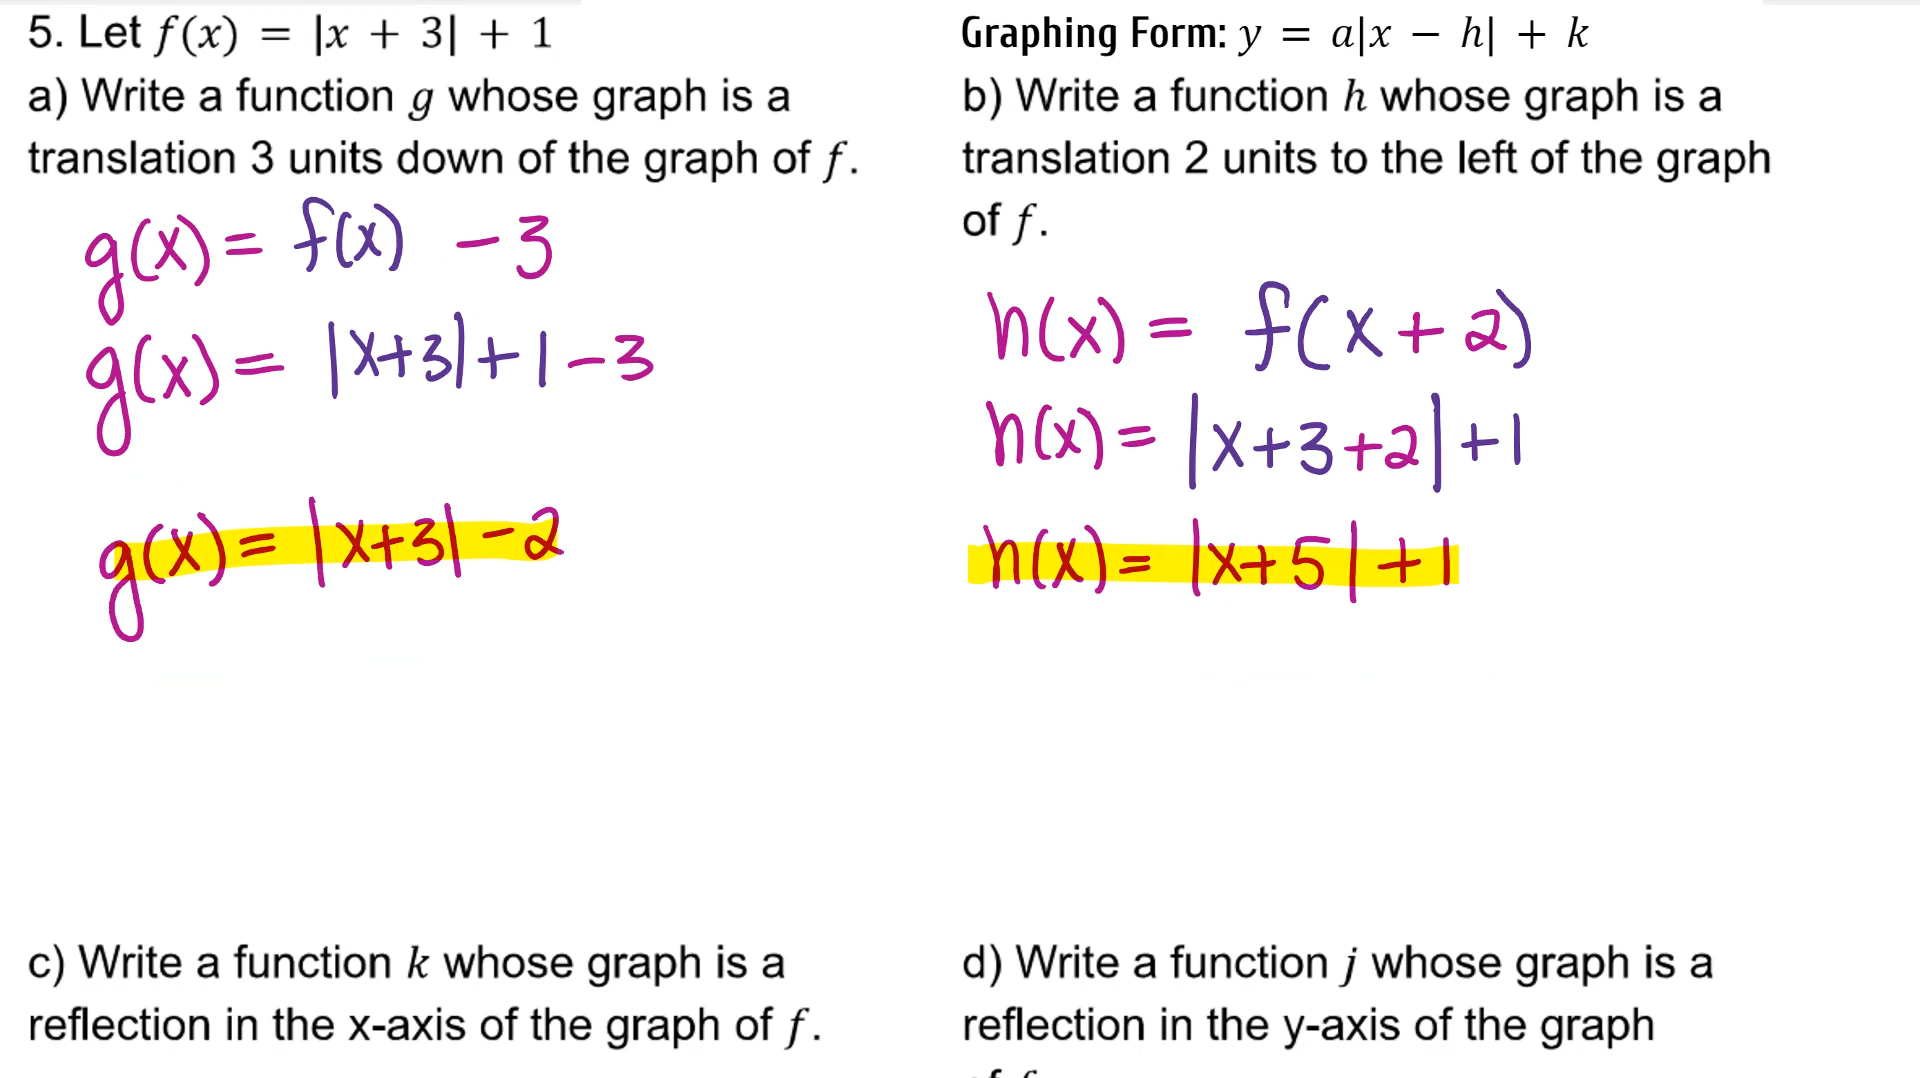 5. Let f(x) = |x + 3| + 1
a) Write a function g whose graph is a
translation 3 units down of the graph of f.
g(x) = f(x) - 3
g(x) = |x+3|+1-3
g(x) = |x+3|-2
Graphing Form: y = a|x − h| + k
b) Write a function h whose graph is a
translation 2 units to the left of the graph
of f.
h(x) = f(x+2)
h(x) = |x+3+2|+1
h(x) = |x+5|+1
c) Write a function k whose graph is a
reflection in the x-axis of the graph of f.
d) Write a function j whose graph is a
reflection in the y-axis of the graph